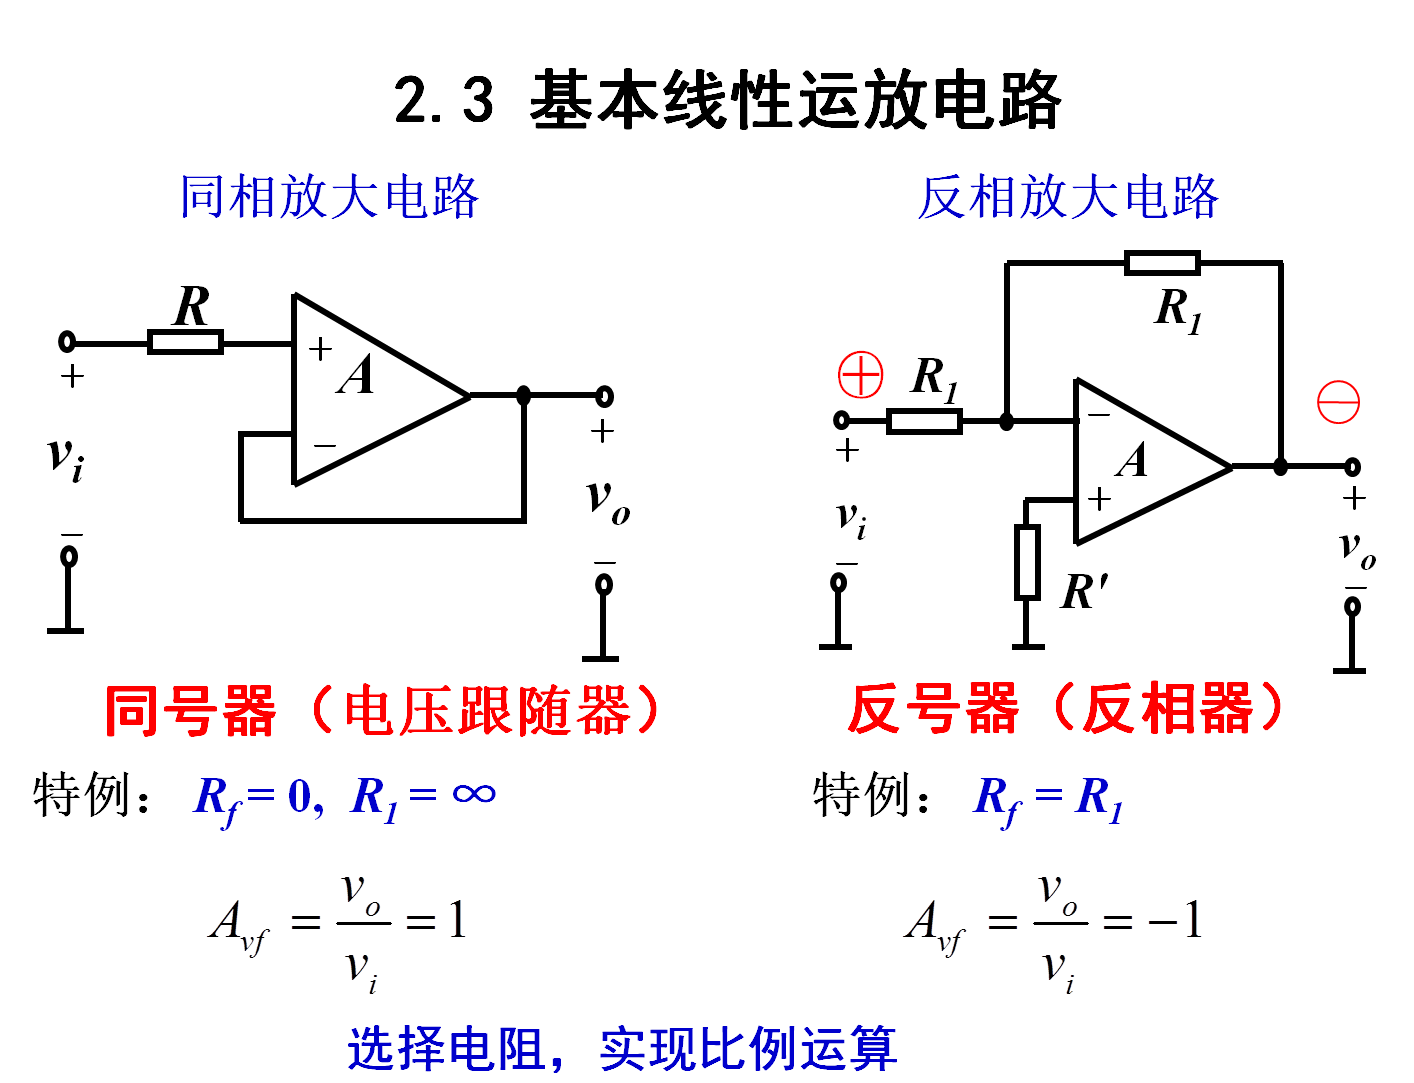 2.3 基本线性运放电路
同相放大电路
R
+
A
−
+
vi
−
+
vo
−
同号器（电压跟随器）
特例： Rf = 0, R1 = ∞
Avf = vo / vi = 1
反相放大电路
R1
⊕
R1
⊖
−
A
+
+
vi
−
R'
+
vo
−
反号器（反相器）
特例： Rf = R1
Avf = vo / vi = −1
选择电阻，实现比例运算